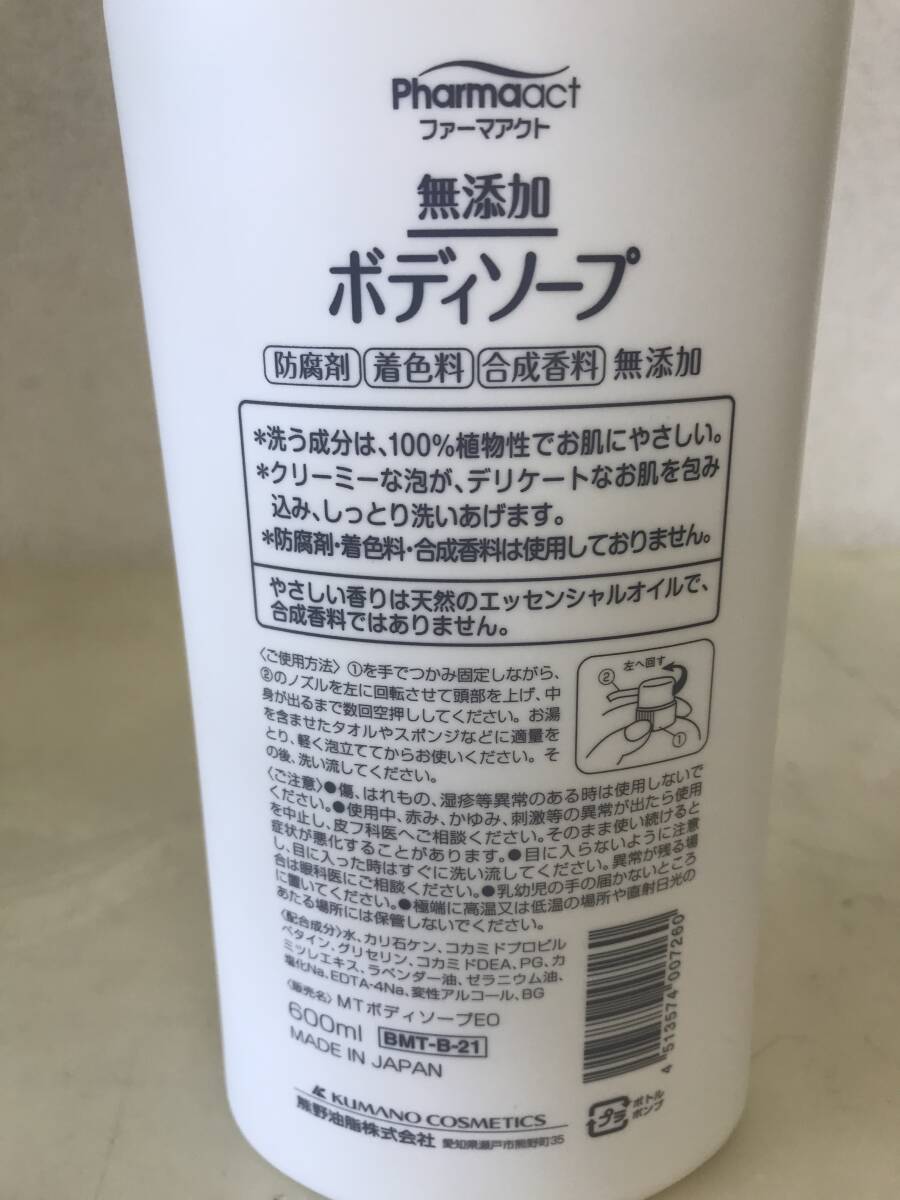 Pharmaact
ファーマアクト
無添加
ボディソープ
防腐剤 着色料 合成香料 無添加
*洗う成分は、100%植物性でお肌にやさしい。
*クリーミーな泡が、デリケートなお肌を包み
込み、しっとり洗いあげます。
*防腐剤・着色料・合成香料は使用しておりません。
やさしい香りは天然のエッセンシャルオイルで、
合成香料ではありません。
〈ご使用方法〉①を手でつかみ固定しながら、
②のノズルを左に回転させて頭部を上げ、中
身が出るまで数回空押ししてください。お湯
を含ませたタオルやスポンジなどに適量を
とり、軽く泡立ててからお使いください。そ
の後、洗い流してください。
左へ回す
②
①
〈ご注意〉●傷、はれもの、湿疹等異常のある時は使用しないで
ください。●使用中、赤み、かゆみ、刺激等の異常が出たら使用
を中止し、皮フ科医へご相談ください。そのまま使い続けると
症状が悪化することがあります。●目に入らないように注意
し、目に入った時はすぐに洗い流してください。異常が残る場
合は眼科医にご相談ください。●乳幼児の手の届かないところ
に置いてください。●極端に高温又は低温の場所や直射日光の
あたる場所には保管しないでください。
〈配合成分〉水、カリ石ケン、コカミドプロピル
ベタイン、グリセリン、コカミドDEA、PG、カ
ミツレエキス、ラベンダー油、ゼラニウム油、
塩化Na、EDTA-4Na、変性アルコール、BG
〈販売名〉MTボディソープEO
600ml BMT-B-21
MADE IN JAPAN
4 513574 007260
KUMANO COSMETICS
熊野油脂株式会社 愛知県瀬戸市熊野町35
プラ
ボトル
ポンプ